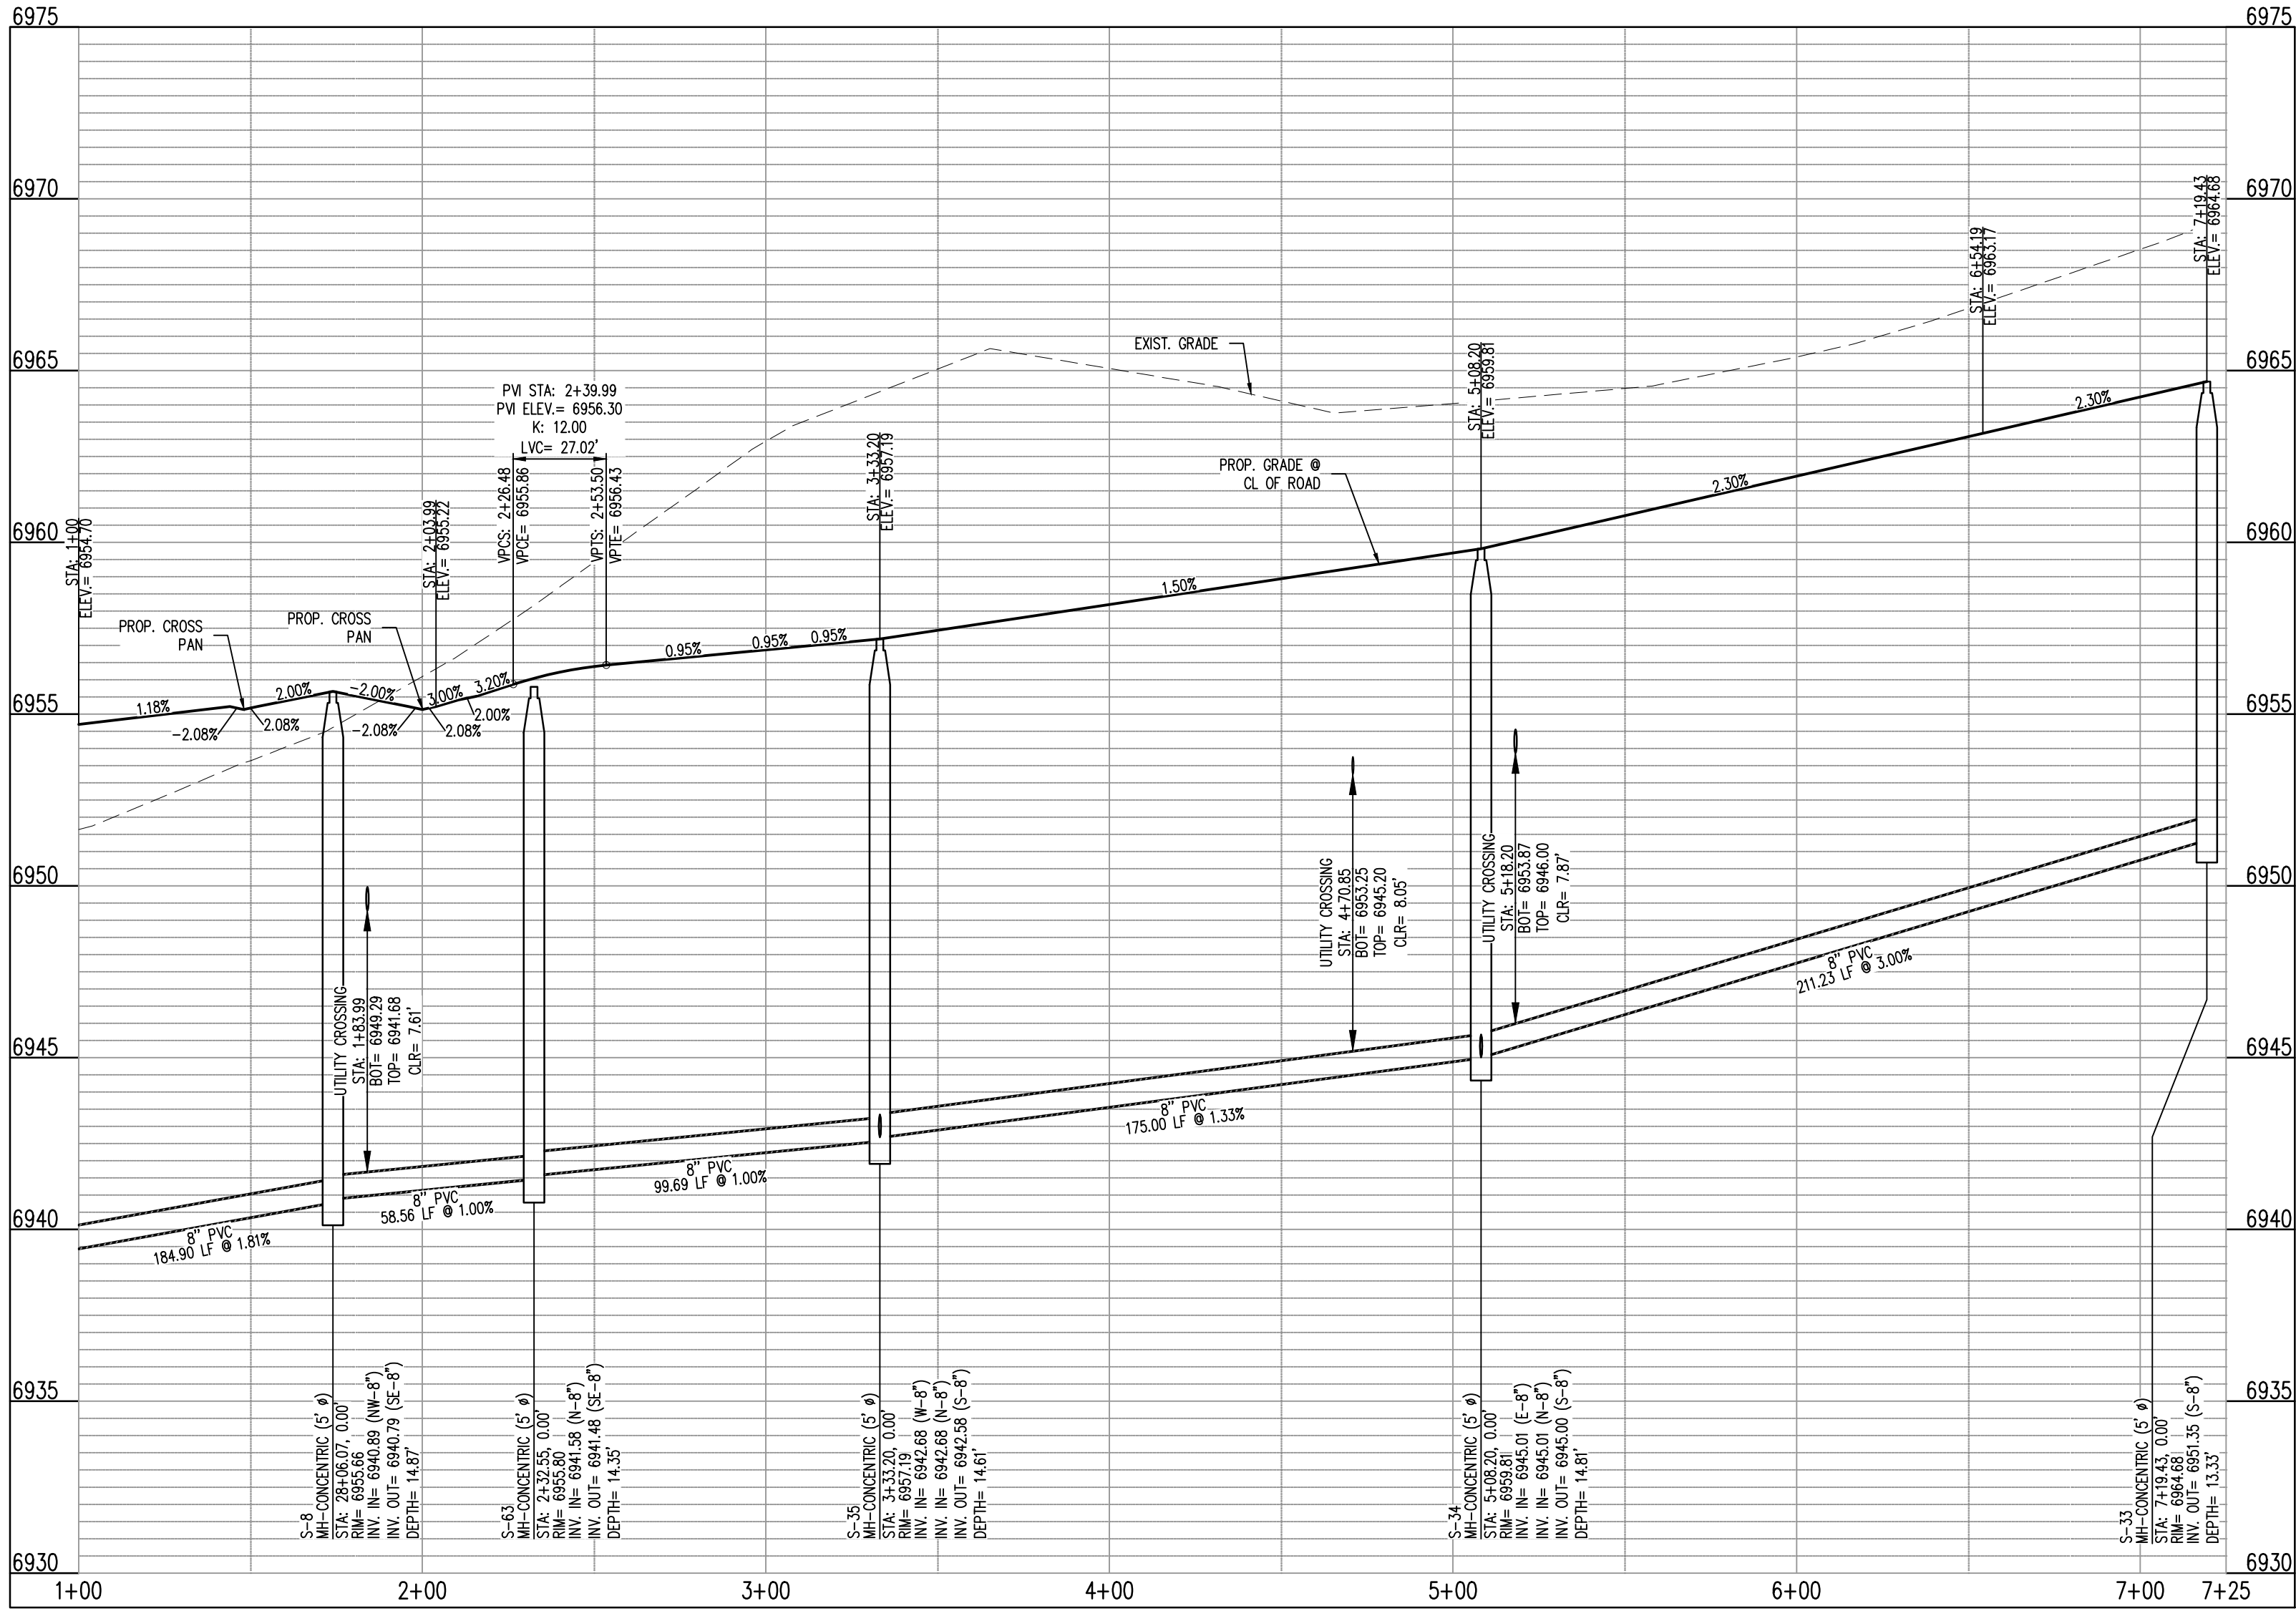 6975
6975
6970
6970
6965
6965
6960
6960
6955
6955
6950
6950
6945
6945
6940
6940
6935
6935
6930
6930
1+00
2+00
3+00
4+00
5+00
6+00
7+00
7+25
STA: 1+00
ELEV.= 6954.70
PROP. CROSS
PAN
PROP. CROSS
PAN
STA: 2+03.99
ELEV.= 6955.22
PVI STA: 2+39.99
PVI ELEV.= 6956.30
K: 12.00
LVC= 27.02'
VPCS: 2+26.48
VPCE= 6955.86
VPTS: 2+53.50
VPTE= 6956.43
STA: 3+33.20
ELEV.= 6957.19
EXIST. GRADE
PROP. GRADE @
CL OF ROAD
STA: 5+08.20
ELEV.= 6959.81
STA: 6+54.19
ELEV.= 6963.17
STA: 7+19.43
ELEV.= 6964.68
1.18%
-2.08%
2.08%
2.00%
-2.00%
-2.08%
2.08%
3.00%
2.00%
3.20%
0.95%
0.95%
0.95%
1.50%
2.30%
2.30%
UTILITY CROSSING
STA: 1+83.99
BOT= 6949.29
TOP= 6941.68
CLR= 7.61'
UTILITY CROSSING
STA: 4+70.85
BOT= 6953.25
TOP= 6945.20
CLR= 8.05'
UTILITY CROSSING
STA: 5+18.20
BOT= 6953.87
TOP= 6946.00
CLR= 7.87'
8" PVC
184.90 LF @ 1.81%
8" PVC
58.56 LF @ 1.00%
8" PVC
99.69 LF @ 1.00%
8" PVC
175.00 LF @ 1.33%
8" PVC
211.23 LF @ 3.00%
S-8
MH-CONCENTRIC (5' ø)
STA: 28+06.07, 0.00'
RIM= 6955.66
INV. IN= 6940.89 (NW-8")
INV. OUT= 6940.79 (SE-8")
DEPTH= 14.87'
S-63
MH-CONCENTRIC (5' ø)
STA: 2+32.55, 0.00'
RIM= 6955.80
INV. IN= 6941.58 (N-8")
INV. OUT= 6941.48 (SE-8")
DEPTH= 14.35'
S-35
MH-CONCENTRIC (5' ø)
STA: 3+33.20, 0.00'
RIM= 6957.19
INV. IN= 6942.68 (W-8")
INV. IN= 6942.68 (N-8")
INV. OUT= 6942.58 (S-8")
DEPTH= 14.61'
S-34
MH-CONCENTRIC (5' ø)
STA: 5+08.20, 0.00'
RIM= 6959.81
INV. IN= 6945.01 (E-8")
INV. IN= 6945.01 (N-8")
INV. OUT= 6945.00 (S-8")
DEPTH= 14.81'
S-33
MH-CONCENTRIC (5' ø)
STA: 7+19.43, 0.00'
RIM= 6964.68
INV. OUT= 6951.35 (S-8")
DEPTH= 13.33'